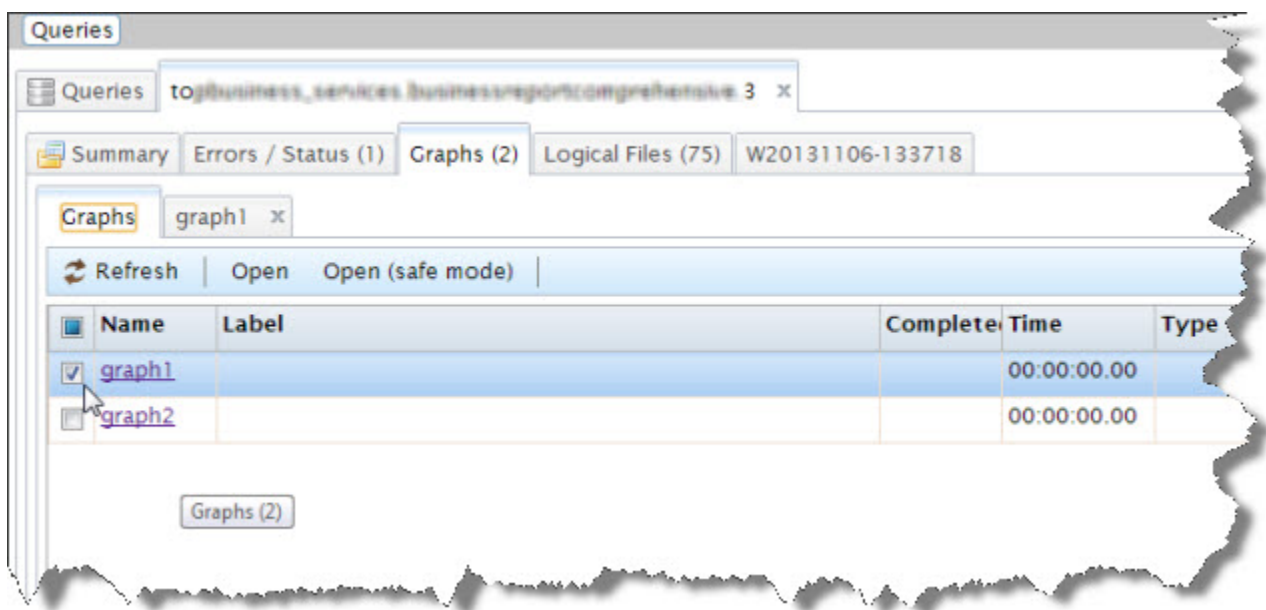 Queries
Queries 3
Summary Errors / Status (1) Graphs (2) Logical Files (75) W20131106-133718
Graphs graph1
Refresh Open Open (safe mode)
Name Label Complete Time Type
graph1 00:00:00.00
graph2 00:00:00.00
Graphs (2)